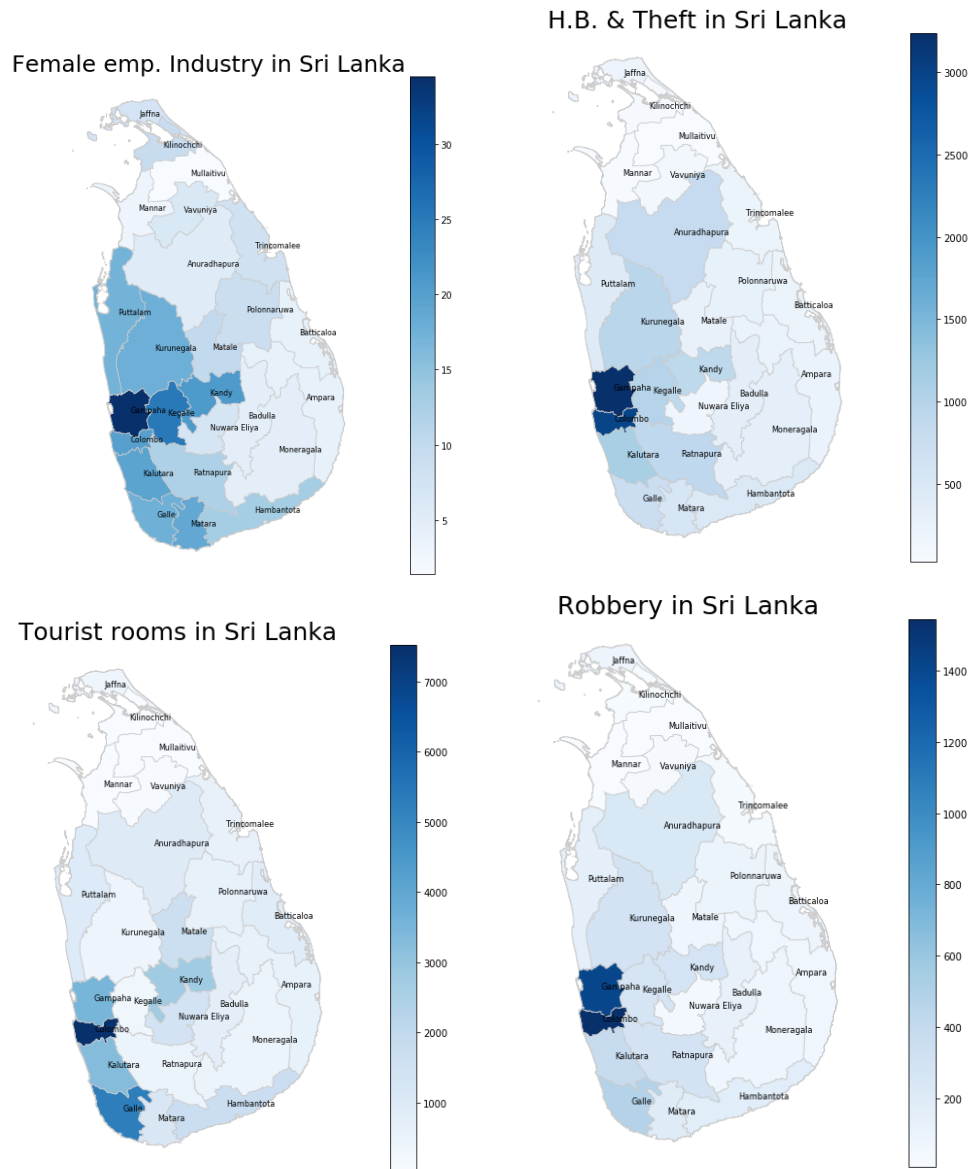 Female emp. Industry in Sri Lanka
Jaffna
Kilinochchi
Mullaitivu
Mannar
Vavuniya
Trincomalee
Anuradhapura
Polonnaruwa
Puttalam
Batticaloa
Kurunegala
Matale
Kandy
Ampara
Gampaha
Kegalle
Badulla
Nuwara Eliya
Colombo
Moneragala
Kalutara
Ratnapura
Hambantota
Galle
Matara
30
25
20
15
10
5
H.B. & Theft in Sri Lanka
Jaffna
Kilinochchi
Mullaitivu
Mannar
Vavuniya
Trincomalee
Anuradhapura
Polonnaruwa
Puttalam
Batticaloa
Kurunegala
Matale
Kandy
Ampara
Gampaha
Kegalle
Badulla
Nuwara Eliya
Colombo
Moneragala
Kalutara
Ratnapura
Hambantota
Galle
Matara
3000
2500
2000
1500
1000
500
Tourist rooms in Sri Lanka
Jaffna
Kilinochchi
Mullaitivu
Mannar
Vavuniya
Trincomalee
Anuradhapura
Polonnaruwa
Puttalam
Batticaloa
Kurunegala
Matale
Kandy
Ampara
Gampaha
Kegalle
Badulla
Nuwara Eliya
Colombo
Moneragala
Kalutara
Ratnapura
Hambantota
Galle
Matara
7000
6000
5000
4000
3000
2000
1000
Robbery in Sri Lanka
Jaffna
Kilinochchi
Mullaitivu
Mannar
Vavuniya
Trincomalee
Anuradhapura
Polonnaruwa
Puttalam
Batticaloa
Kurunegala
Matale
Kandy
Ampara
Gampaha
Kegalle
Badulla
Nuwara Eliya
Colombo
Moneragala
Kalutara
Ratnapura
Hambantota
Galle
Matara
1400
1200
1000
800
600
400
200